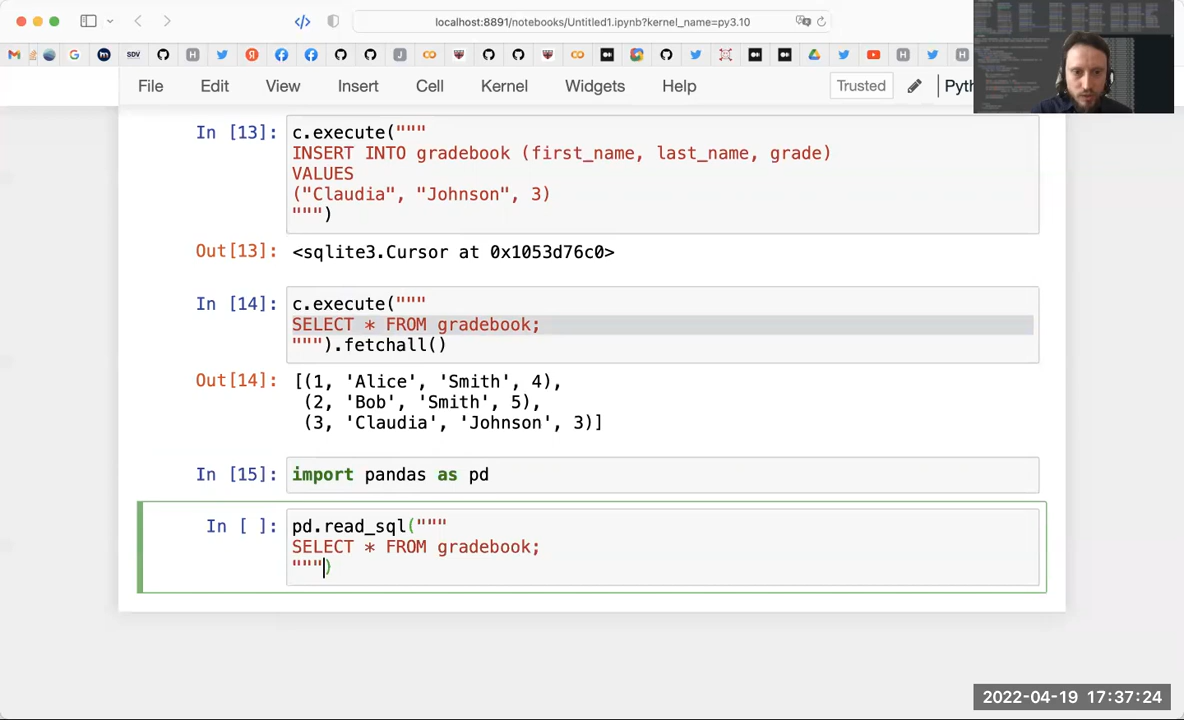 localhost:8891/notebooks/Untitled1.ipynb?kernel_name=py3.10
SDV
File Edit View Insert Cell Kernel Widgets Help Trusted Pyth
In [13]: c.execute("""
INSERT INTO gradebook (first_name, last_name, grade)
VALUES
("Claudia", "Johnson", 3)
""")
Out[13]: <sqlite3.Cursor at 0x1053d76c0>
In [14]: c.execute("""
SELECT * FROM gradebook;
""").fetchall()
Out[14]: [(1, 'Alice', 'Smith', 4),
(2, 'Bob', 'Smith', 5),
(3, 'Claudia', 'Johnson', 3)]
In [15]: import pandas as pd
In [ ]: pd.read_sql("""
SELECT * FROM gradebook;
""")
2022-04-19 17:37:24